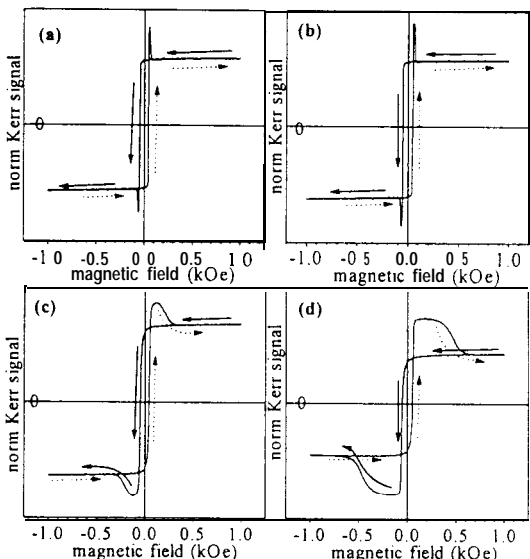 (a)
norm Kerr signal
0
-1.0 -0.5 0.0 0.5 1.0
magnetic field (kOe)
(b)
norm Kerr signal
0
-1.0 -0.5 0.0 0.5 1.0
magnetic field (kOe)
(c)
norm Kerr signal
0
-1.0 -0.5 0.0 0.5 1.0
magnetic field (kOe)
(d)
norm Kerr signal
0
-1.0 -0.5 0.0 0.5 1.0
magnetic field (kOe)